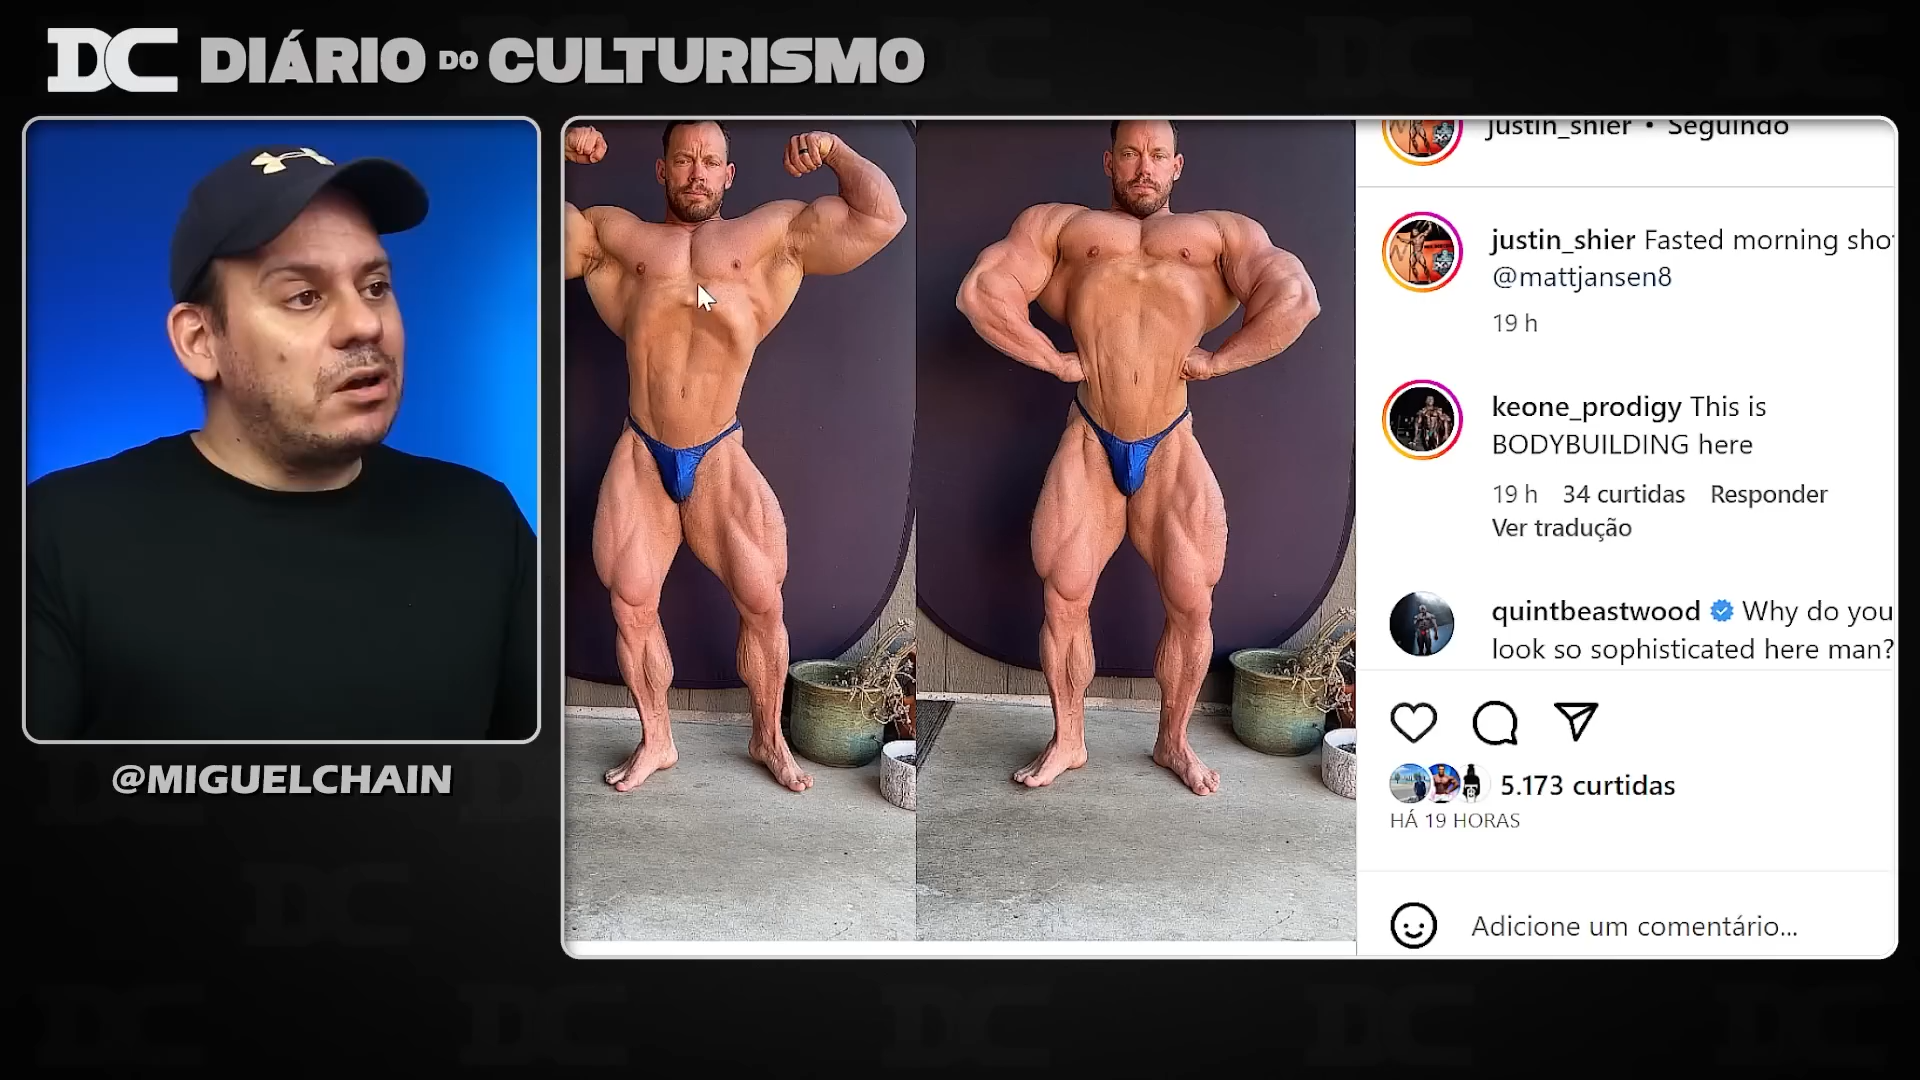 DC DIÁRIO DO CULTURISMO
@MIGUELCHAIN
justin_shier • Seguindo
justin_shier Fasted morning shot
@mattjansen8
19 h
keone_prodigy This is
BODYBUILDING here
19 h 34 curtidas Responder
Ver tradução
quintbeastwood Why do you
look so sophisticated here man?
5.173 curtidas
HÁ 19 HORAS
Adicione um comentário...